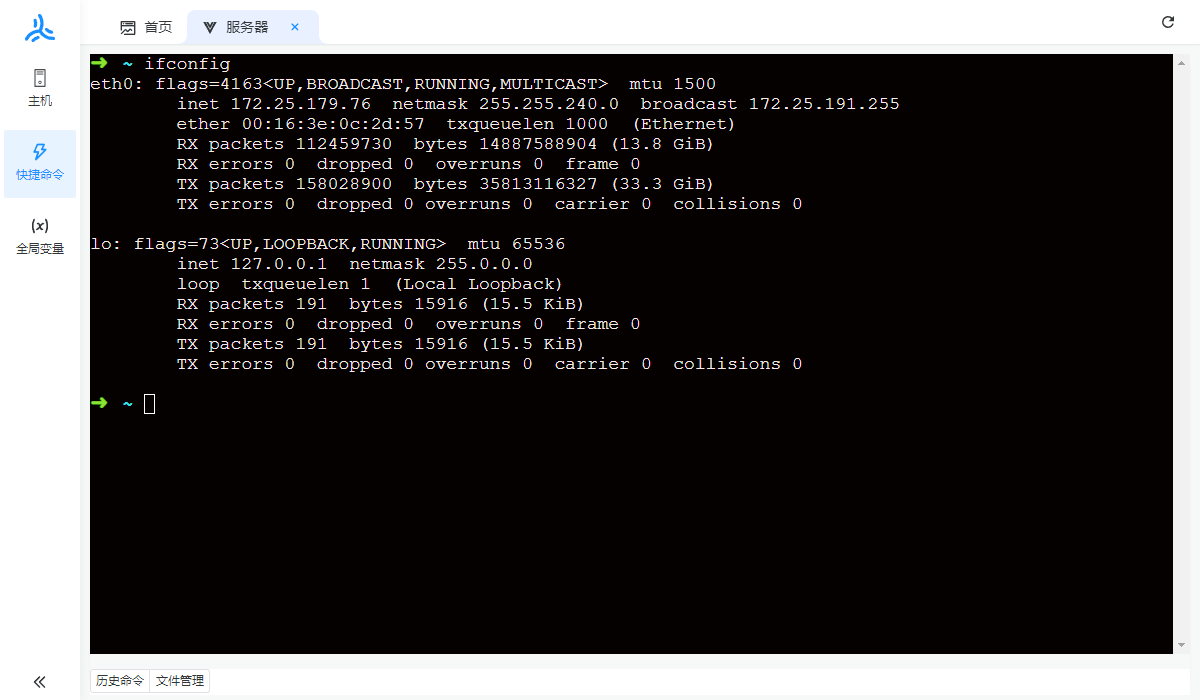 首页
服务器
主机
快捷命令
(x)
全局变量
➜ ~ ifconfig
eth0: flags=4163<UP,BROADCAST,RUNNING,MULTICAST>  mtu 1500
        inet 172.25.179.76  netmask 255.255.240.0  broadcast 172.25.191.255
        ether 00:16:3e:0c:2d:57  txqueuelen 1000  (Ethernet)
        RX packets 112459730  bytes 14887588904 (13.8 GiB)
        RX errors 0  dropped 0  overruns 0  frame 0
        TX packets 158028900  bytes 35813116327 (33.3 GiB)
        TX errors 0  dropped 0 overruns 0  carrier 0  collisions 0
lo: flags=73<UP,LOOPBACK,RUNNING>  mtu 65536
        inet 127.0.0.1  netmask 255.0.0.0
        loop  txqueuelen 1  (Local Loopback)
        RX packets 191  bytes 15916 (15.5 KiB)
        RX errors 0  dropped 0  overruns 0  frame 0
        TX packets 191  bytes 15916 (15.5 KiB)
        TX errors 0  dropped 0 overruns 0  carrier 0  collisions 0
➜ ~
历史命令
文件管理